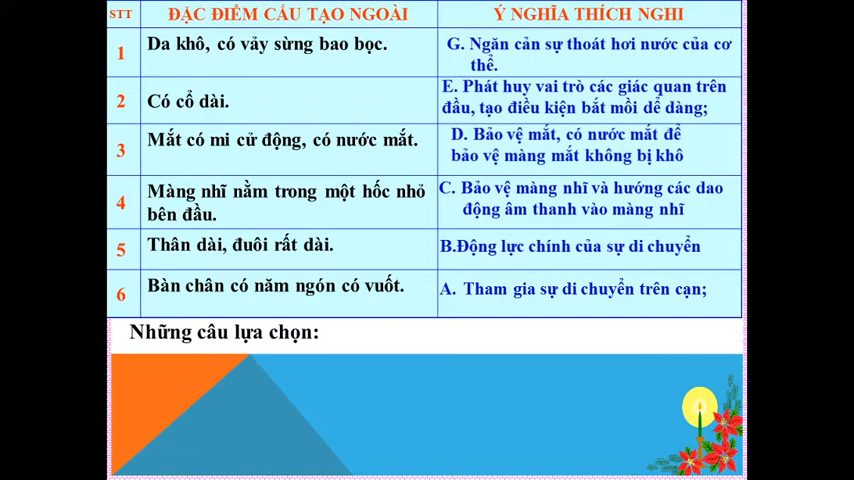 STT ĐẶC ĐIỂM CẤU TẠO NGOÀI Ý NGHĨA THÍCH NGHI
1 Da khô, có vảy sừng bao bọc. G. Ngăn cản sự thoát hơi nước của cơ
thể.
2 Có cổ dài. E. Phát huy vai trò các giác quan trên
đầu, tạo điều kiện bắt mồi dể dàng;
3 Mắt có mi cử động, có nước mắt. D. Bảo vệ mắt, có nước mắt để
bảo vệ màng mắt không bị khô
4 Màng nhĩ nằm trong một hốc nhỏ C. Bảo vệ màng nhĩ và hướng các dao
bên đầu. động âm thanh vào màng nhĩ
5 Thân dài, đuôi rất dài. B.Động lực chính của sự di chuyển
6 Bàn chân có năm ngón có vuốt. A. Tham gia sự di chuyển trên cạn;
Những câu lựa chọn: